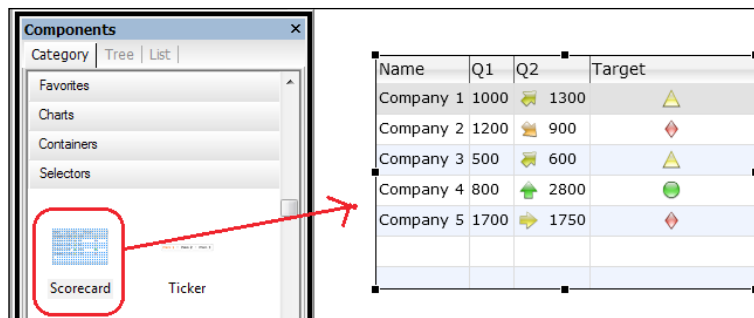 Components
Category Tree List
Favorites
Charts
Containers
Selectors
Scorecard
Ticker
Name Q1 Q2 Target
Company 1 1000 1300
Company 2 1200 900
Company 3 500 600
Company 4 800 2800
Company 5 1700 1750